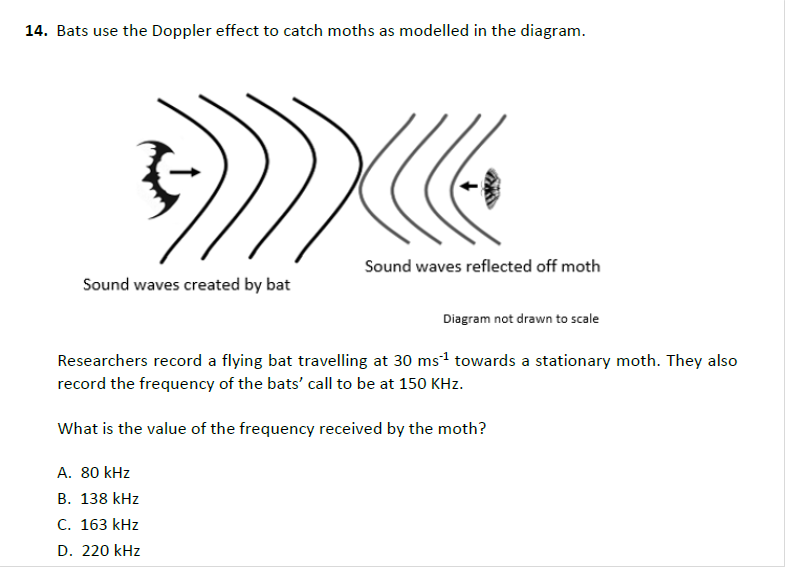 14. Bats use the Doppler effect to catch moths as modelled in the diagram.
Sound waves reflected off moth
Sound waves created by bat
Diagram not drawn to scale
Researchers record a flying bat travelling at 30 ms⁻¹ towards a stationary moth. They also
record the frequency of the bats’ call to be at 150 KHz.
What is the value of the frequency received by the moth?
A. 80 kHz
B. 138 kHz
C. 163 kHz
D. 220 kHz